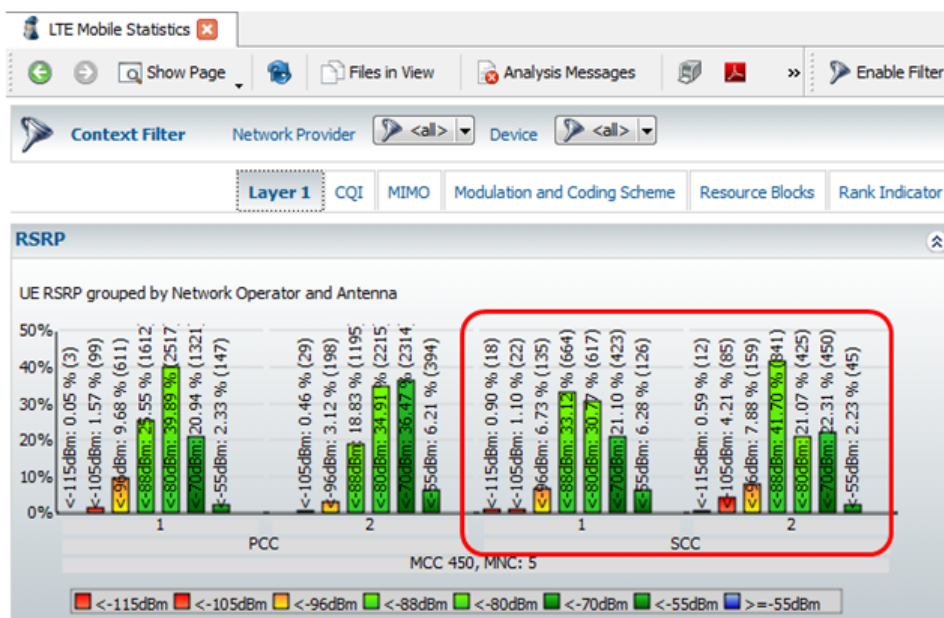 LTE Mobile Statistics
Show Page Files in View Analysis Messages » Enable Filter
Context Filter Network Provider <all> Device <all>
Layer 1 CQI MIMO Modulation and Coding Scheme Resource Blocks Rank Indicator
RSRP
UE RSRP grouped by Network Operator and Antenna
50%
40%
30%
20%
10%
0%
<-115dBm: 0.05 % (3)
<-105dBm: 1.57 % (99)
<-96dBm: 9.68 % (611)
<-88dBm: 25.55 % (1612)
<-80dBm: 39.89 % (2517)
<-70dBm: 20.94 % (1321)
<-55dBm: 2.33 % (147)
<-105dBm: 0.46 % (29)
<-96dBm: 3.12 % (198)
<-88dBm: 18.83 % (1195)
<-80dBm: 34.91 % (2215)
<-70dBm: 36.47 % (2314)
<-55dBm: 6.21 % (394)
<-115dBm: 0.90 % (18)
<-105dBm: 1.10 % (22)
<-96dBm: 6.73 % (135)
<-88dBm: 33.12 % (664)
<-80dBm: 30.77 % (617)
<-70dBm: 21.10 % (423)
<-55dBm: 6.28 % (126)
<-115dBm: 0.59 % (12)
<-105dBm: 4.21 % (85)
<-96dBm: 7.88 % (159)
<-88dBm: 41.70 % (841)
<-80dBm: 21.07 % (425)
<-70dBm: 22.31 % (450)
<-55dBm: 2.23 % (45)
1 2 1 2
PCC SCC
MCC 450, MNC: 5
<-115dBm <-105dBm <-96dBm <-88dBm <-80dBm <-70dBm <-55dBm >=-55dBm